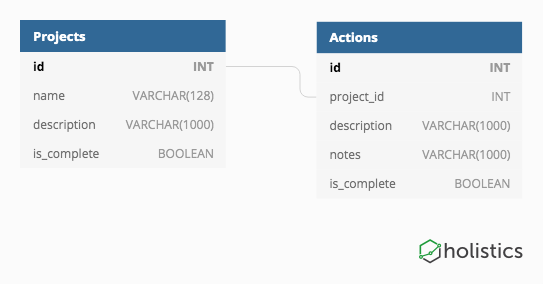 Projects
id INT
name VARCHAR(128)
description VARCHAR(1000)
is_complete BOOLEAN
Actions
id INT
project_id INT
description VARCHAR(1000)
notes VARCHAR(1000)
is_complete BOOLEAN
holistics